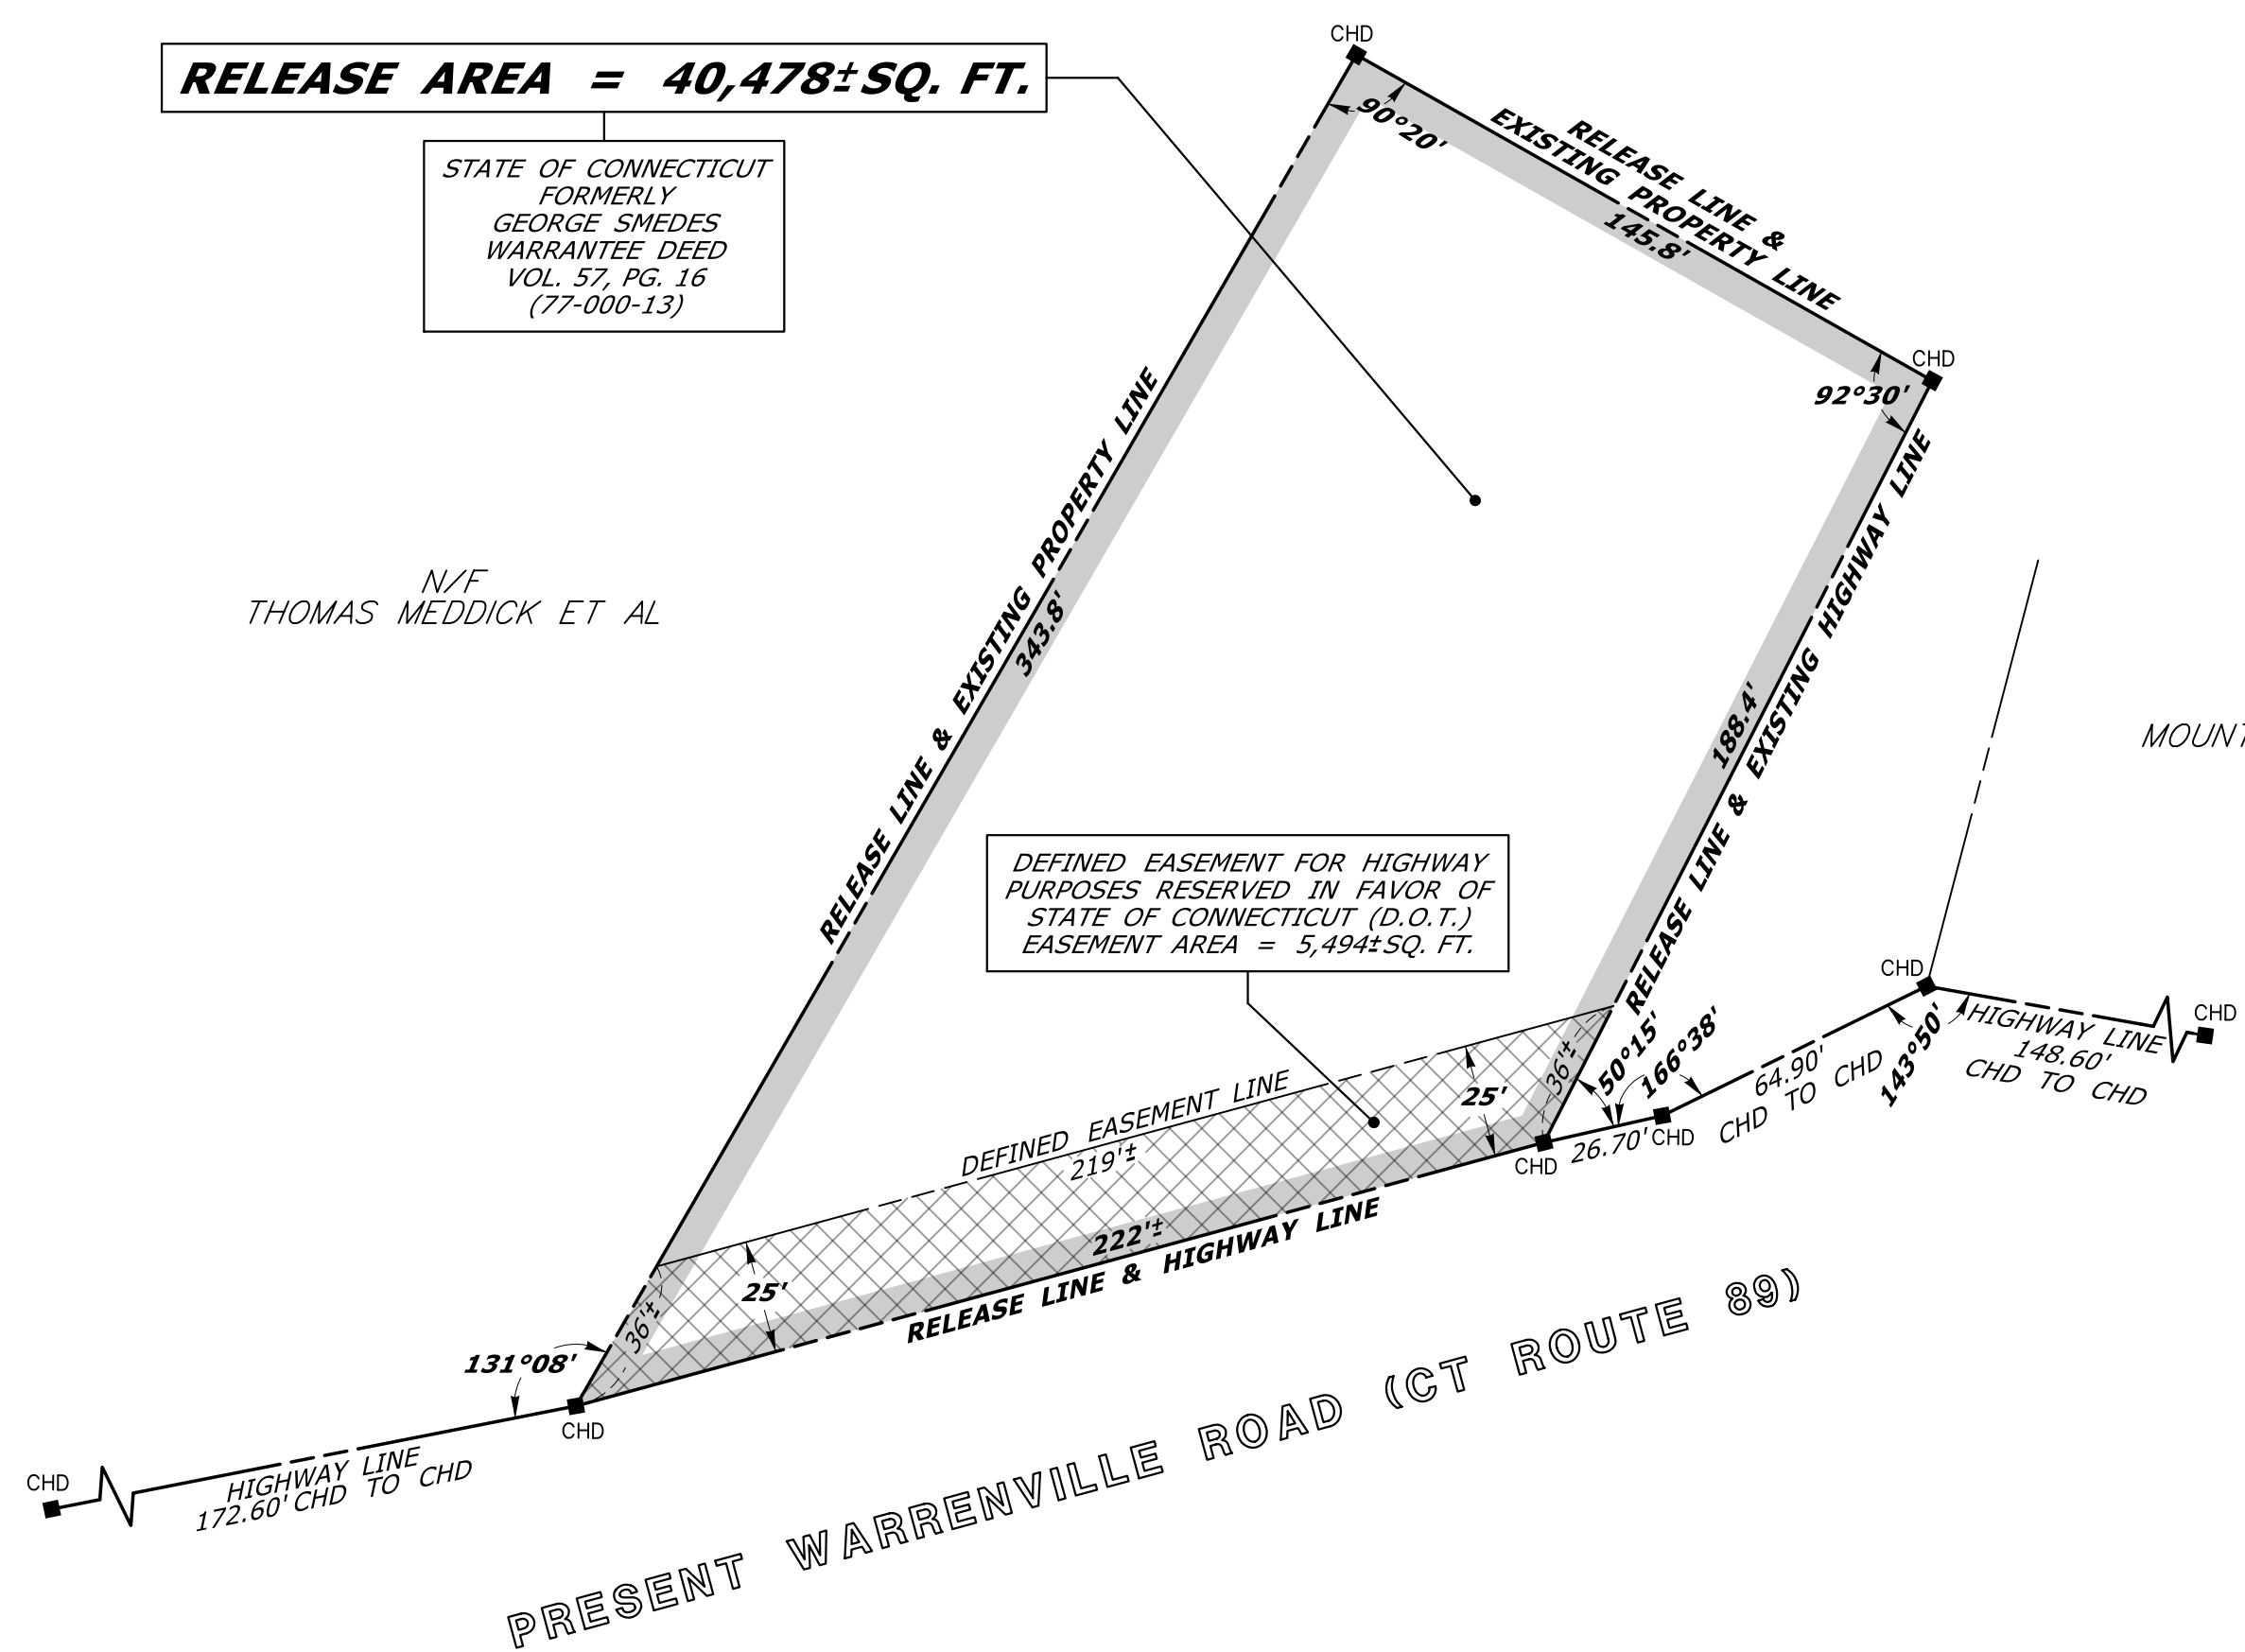 CHD
RELEASE AREA = 40,478±SQ. FT.
STATE OF CONNECTICUT
FORMERLY
GEORGE SMEDES
WARRANTEE DEED
VOL. 57, PG. 16
(77-000-13)
90°20'
RELEASE LINE &
EXISTING PROPERTY LINE
145.8'
CHD
92°30'
N/F
THOMAS MEDDICK ET AL
RELEASE LINE & EXISTING PROPERTY LINE
343.8'
188.4'
RELEASE LINE & EXISTING HIGHWAY LINE
DEFINED EASEMENT FOR HIGHWAY
PURPOSES RESERVED IN FAVOR OF
STATE OF CONNECTICUT (D.O.T.)
EASEMENT AREA = 5,494±SQ. FT.
CHD
CHD
HIGHWAY LINE
148.60'
CHD TO CHD
143°50'
64.90'
CHD TO CHD
166°38'
50°15'
36'±
25'
CHD
26.70'
CHD
DEFINED EASEMENT LINE
219'±
222'±
RELEASE LINE & HIGHWAY LINE
25'
36'±
131°08'
CHD
CHD
HIGHWAY LINE
172.60' CHD TO CHD
PRESENT WARRENVILLE ROAD (CT ROUTE 89)